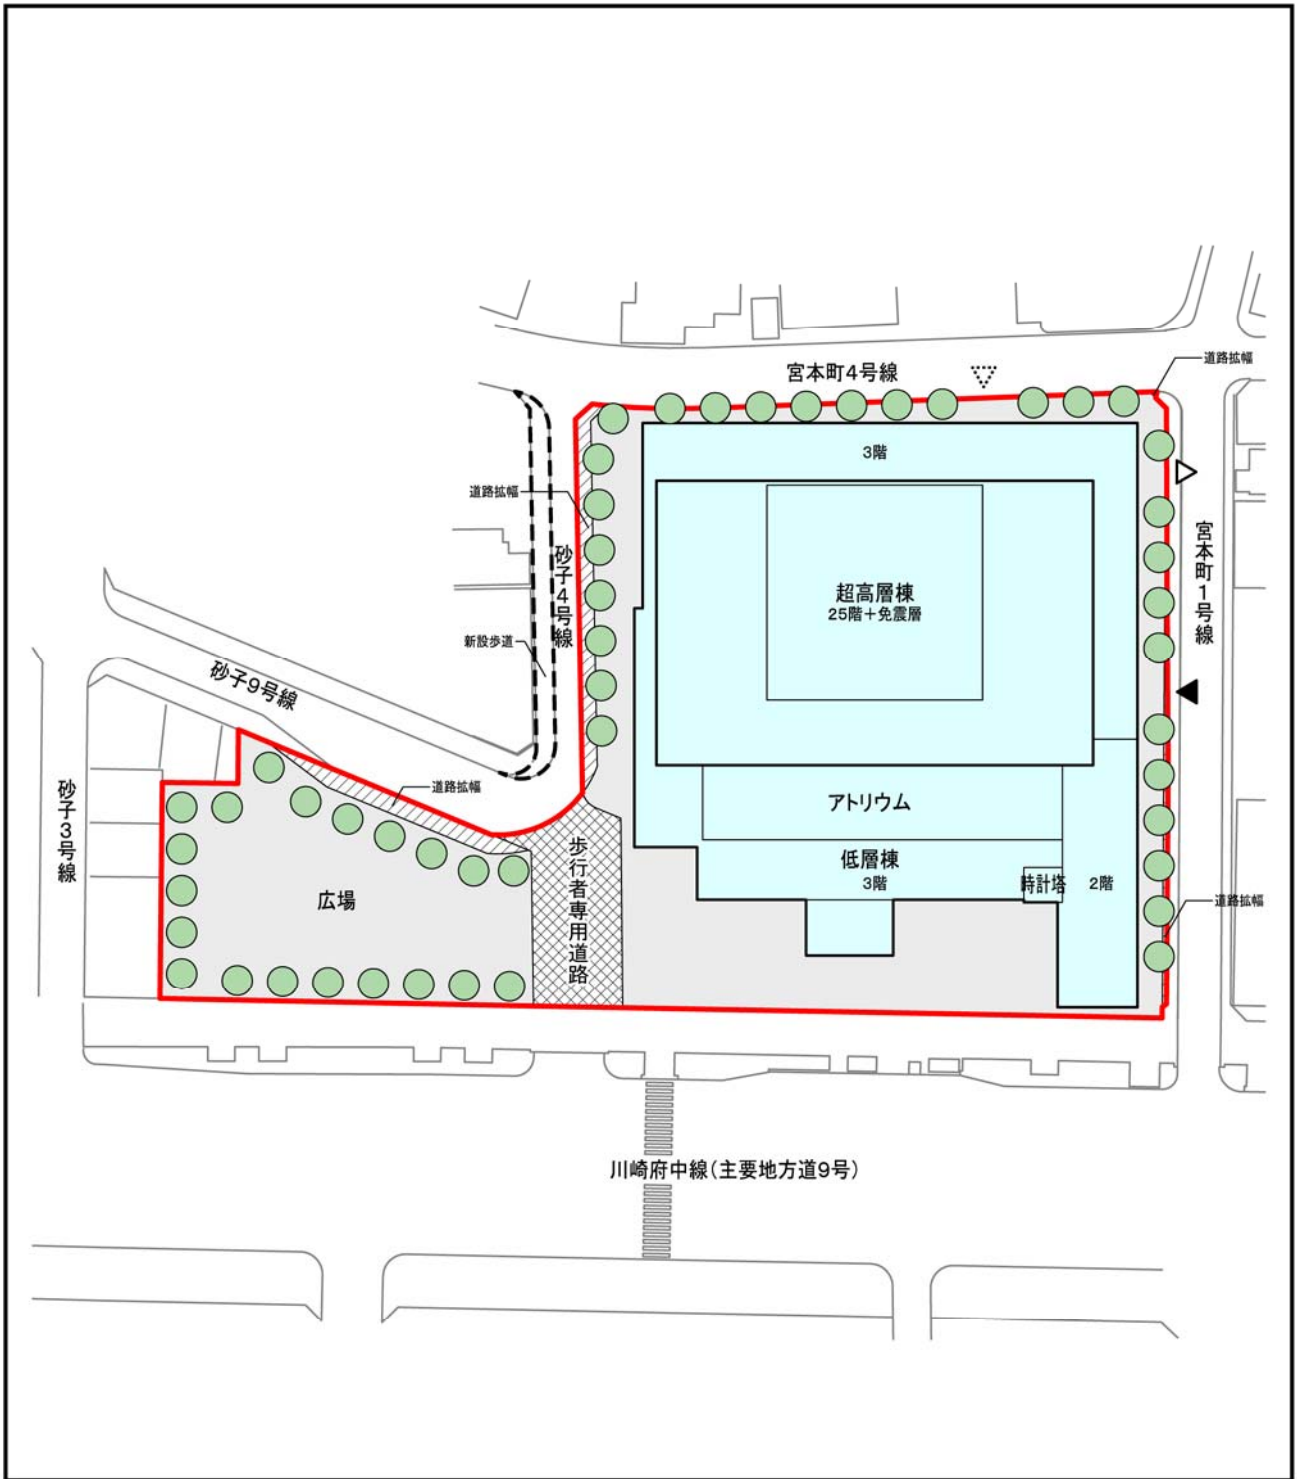 道路拡幅
宮本町4号線
3階
道路拡幅
砂子4号線
宮本町1号線
超高層棟
25階＋免震層
新設歩道
砂子9号線
道路拡幅
砂子3号線
アトリウム
歩行者専用道路
低層棟
3階
時計塔
2階
広場
道路拡幅
川崎府中線（主要地方道9号）